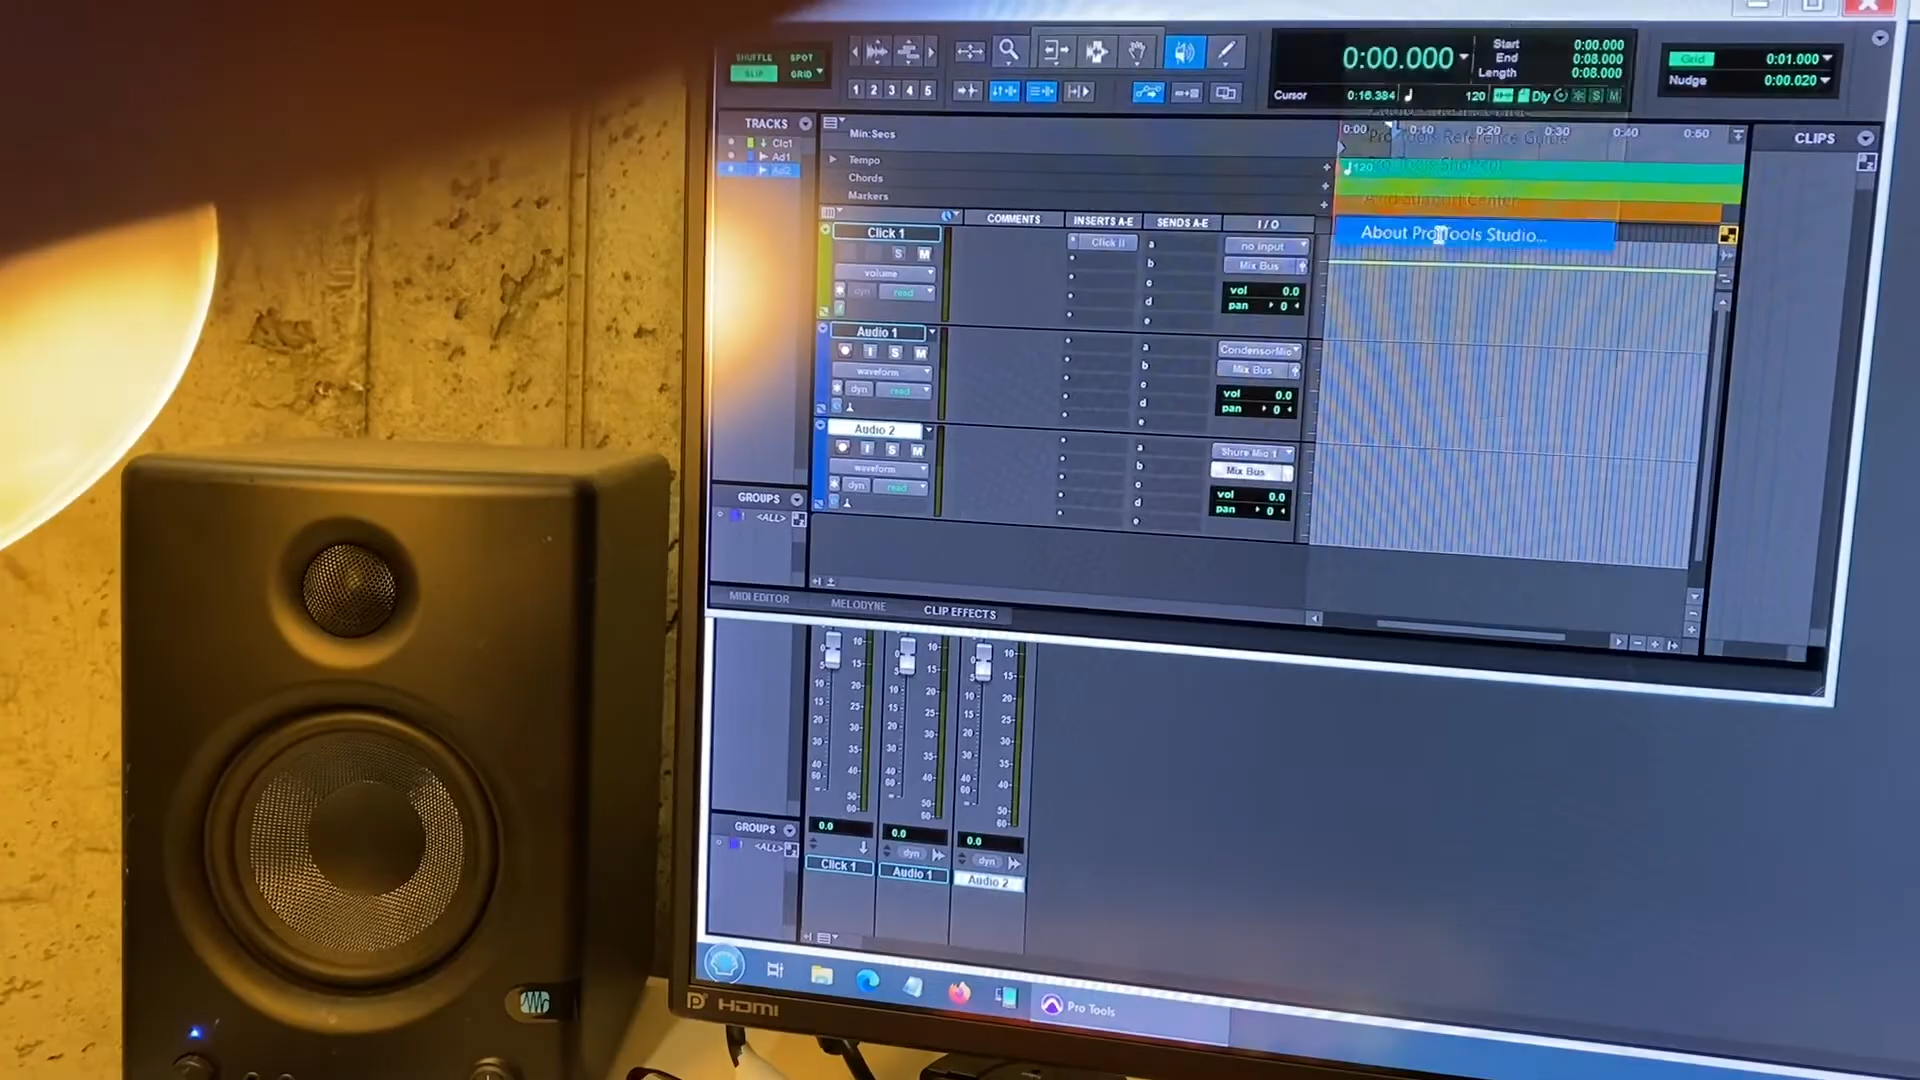 SHUFFLE SPOT
SLIP GRID
1 2 3 4 5
0:00.000
Start 0:00.000
End 0:08.000
Length 0:08.000
Cursor 0:16.384
120
Dly
S M
Grid 0:01.000
Nudge 0:00.020
TRACKS
Clc1
Ad1
Ad2
Min:Secs
Tempo
Chords
Markers
0:00 0:10 0:20 0:30 0:40 0:50
Pro Tools Reference Guide
120
About Pro Tools Studio...
CLIPS
COMMENTS INSERTS A-E SENDS A-E I / O
Click 1
S M
volume
dyn read
Click II
a
b
c
d
e
no input
Mix Bus
vol 0.0
pan 0
Audio 1
I S M
waveform
dyn read
a
b
c
d
e
CondensorMic
Mix Bus
vol 0.0
pan 0
Audio 2
I S M
waveform
dyn read
a
b
c
d
e
Shure Mic 1
Mix Bus
vol 0.0
pan 0
GROUPS
<ALL>
MIDI EDITOR MELODYNE CLIP EFFECTS
GROUPS
<ALL>
0.0 0.0 0.0
dyn dyn
Click 1 Audio 1 Audio 2
Pro Tools
HDMI